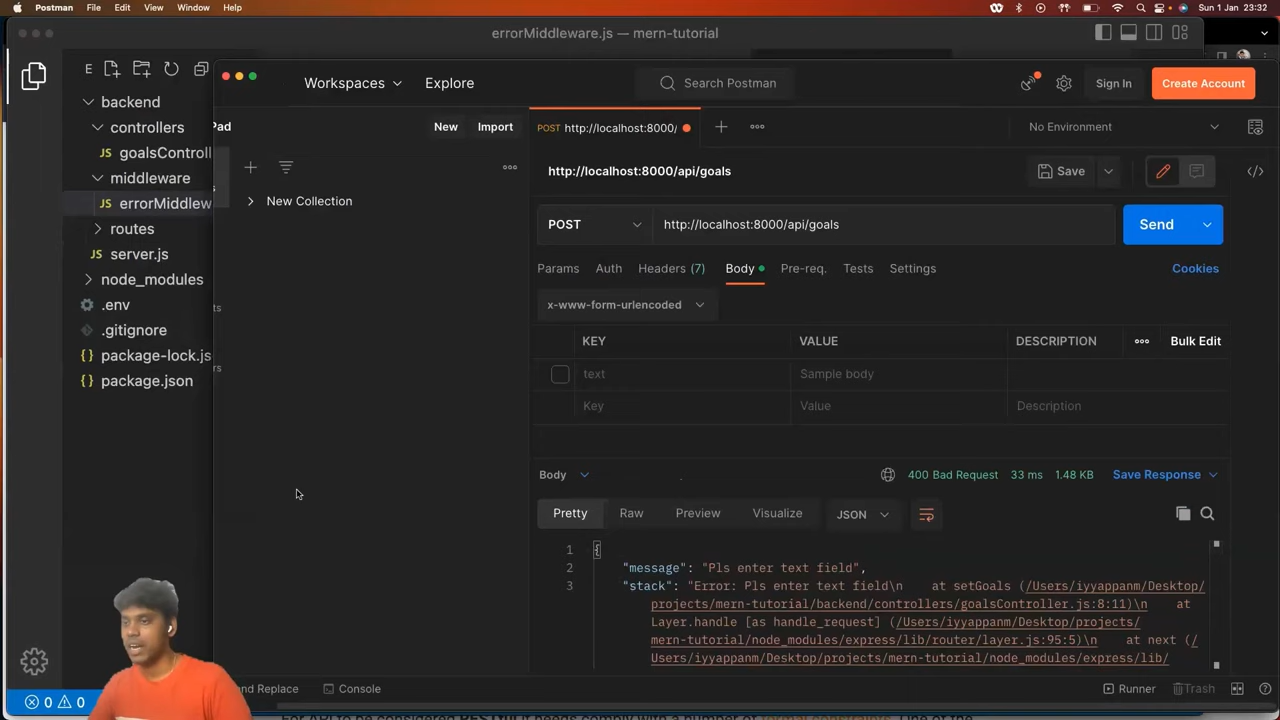 Postman File Edit View Window Help
Sun 1 Jan 23:32
errorMiddleware.js — mern-tutorial
E
backend
controllers
JS goalsControll
middleware
JS errorMiddlew
routes
JS server.js
node_modules
.env
.gitignore
{} package-lock.js
{} package.json
0 0
Workspaces Explore Search Postman Sign In Create Account
Pad New Import
New Collection
POST http://localhost:8000/ No Environment
http://localhost:8000/api/goals Save
POST http://localhost:8000/api/goals Send
Params Auth Headers (7) Body Pre-req. Tests Settings Cookies
x-www-form-urlencoded
KEY VALUE DESCRIPTION Bulk Edit
text Sample body
Key Value Description
Body 400 Bad Request 33 ms 1.48 KB Save Response
Pretty Raw Preview Visualize JSON
1 {
2 "message": "Pls enter text field",
3 "stack": "Error: Pls enter text field\n at setGoals (/Users/iyyappanm/Desktop/
projects/mern-tutorial/backend/controllers/goalsController.js:8:11)\n at
Layer.handle [as handle_request] (/Users/iyyappanm/Desktop/projects/
mern-tutorial/node_modules/express/lib/router/layer.js:95:5)\n at next (/
Users/iyyappanm/Desktop/projects/mern-tutorial/node_modules/express/lib/
nd Replace Console Runner Trash